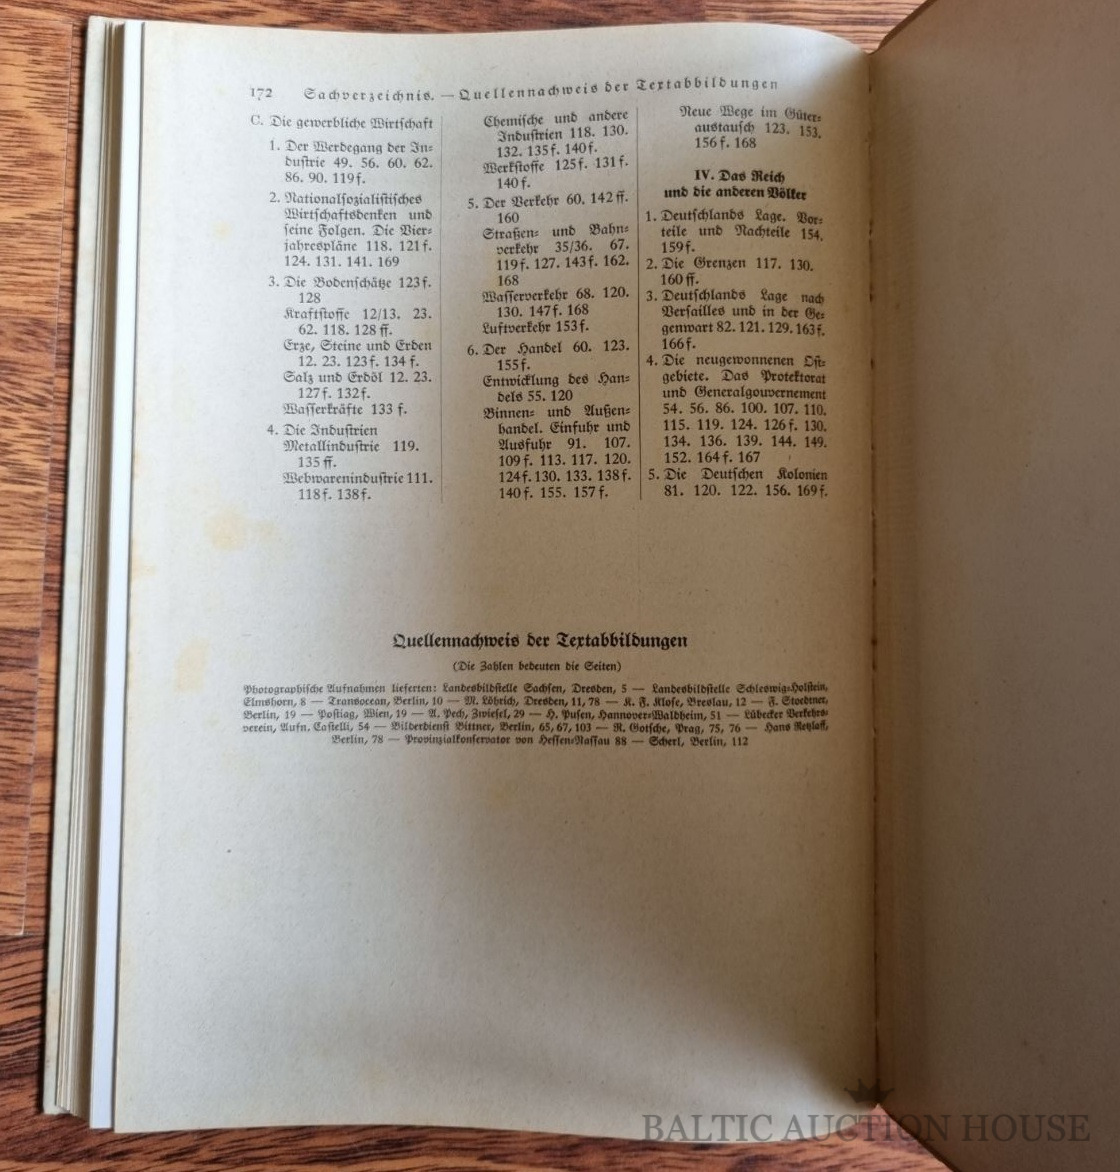 172 Sachverzeichnis. — Quellennachweis der Textabbildungen
C. Die gewerbliche Wirtschaft
1. Der Werdegang der In-
dustrie 49. 56. 60. 62.
86. 90. 119f.
2. Nationalsozialistisches
Wirtschaftsdenken und
seine Folgen. Die Vier-
jahrespläne 118. 121f.
124. 131. 141. 169
3. Die Bodenschätze 123f.
128
Kraftstoffe 12/13. 23.
62. 118. 128ff.
Erze, Steine und Erden
12. 23. 123f. 134f.
Salz und Erdöl 12. 23.
127f. 132f.
Wasserkräfte 133 f.
4. Die Industrien
Metallindustrie 119.
135ff.
Webwarenindustrie 111.
118f. 138f.
Chemische und andere
Industrien 118. 130.
132. 135f. 140f.
Werkstoffe 125f. 131f.
140f.
5. Der Verkehr 60. 142ff.
160
Straßen- und Bahn-
verkehr 35/36. 67.
119f. 127. 143f. 162.
168
Wasserverkehr 68. 120.
130. 147f. 168
Luftverkehr 153f.
6. Der Handel 60. 123.
155f.
Entwicklung des Han-
dels 55. 120
Binnen- und Außen-
handel. Einfuhr und
Ausfuhr 91. 107.
109f. 113. 117. 120.
124f. 130. 133. 138f.
140f. 155. 157f.
Neue Wege im Güter-
austausch 123. 153.
156f. 168
IV. Das Reich
und die anderen Völker
1. Deutschlands Lage. Vor-
teile und Nachteile 154.
159f.
2. Die Grenzen 117. 130.
160ff.
3. Deutschlands Lage nach
Versailles und in der Ge-
genwart 82. 121. 129. 163f.
166f.
4. Die neugewonnenen Ost-
gebiete. Das Protektorat
und Generalgouvernement
54. 56. 86. 100. 107. 110.
115. 119. 124. 126f. 130.
134. 136. 139. 144. 149.
152. 164f. 167
5. Die Deutschen Kolonien
81. 120. 122. 156. 169f.
Quellennachweis der Textabbildungen
(Die Zahlen bedeuten die Seiten)
Photographische Aufnahmen lieferten: Landesbildstelle Sachsen, Dresden, 5 — Landesbildstelle Schleswig-Holstein,
Elmshorn, 8 — Transocean, Berlin, 10 — M. Löhrich, Dresden, 11, 78 — K. F. Klose, Breslau, 12 — F. Stoedtner,
Berlin, 19 — Postiag, Wien, 19 — A. Pech, Zwiesel, 29 — H. Pusen, Hannover-Waldheim, 51 — Lübecker Verkehrs-
verein, Aufn. Castelli, 54 — Bilderdienst Bittner, Berlin, 65, 67, 103 — R. Gotsche, Prag, 75, 76 — Hans Retzlaff,
Berlin, 78 — Provinzialkonservator von Hessen-Nassau 88 — Scherl, Berlin, 112
BALTIC AUCTION HOUSE